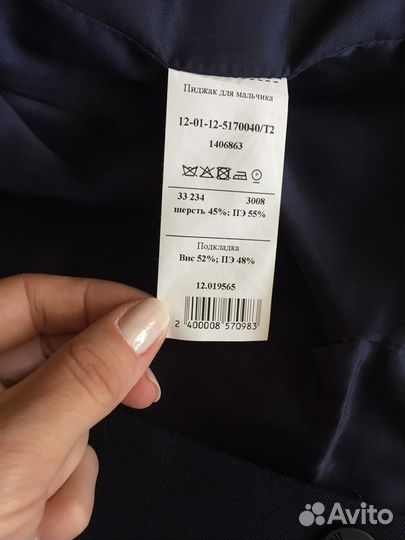 Пиджак для мальчика
12-01-12-5170040/T2
1406863
P
33 234 3008
шерсть 45%; ПЭ 55%
Подкладка
Вис 52%; ПЭ 48%
12.019565
2 400008 570983
Avito